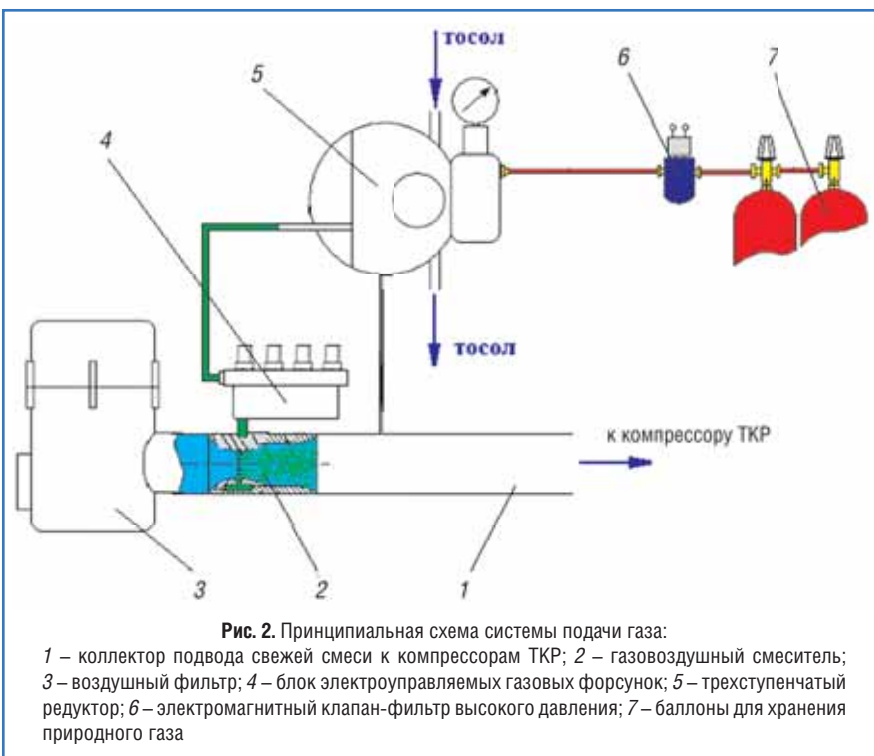 тосол
5
6
7
4
тосол
к компрессору ТКР
3
2
1
Рис. 2. Принципиальная схема системы подачи газа:
1 – коллектор подвода свежей смеси к компрессорам ТКР; 2 – газовоздушный смеситель;
3 – воздушный фильтр; 4 – блок электроуправляемых газовых форсунок; 5 – трехступенчатый
редуктор; 6 – электромагнитный клапан-фильтр высокого давления; 7 – баллоны для хранения
природного газа